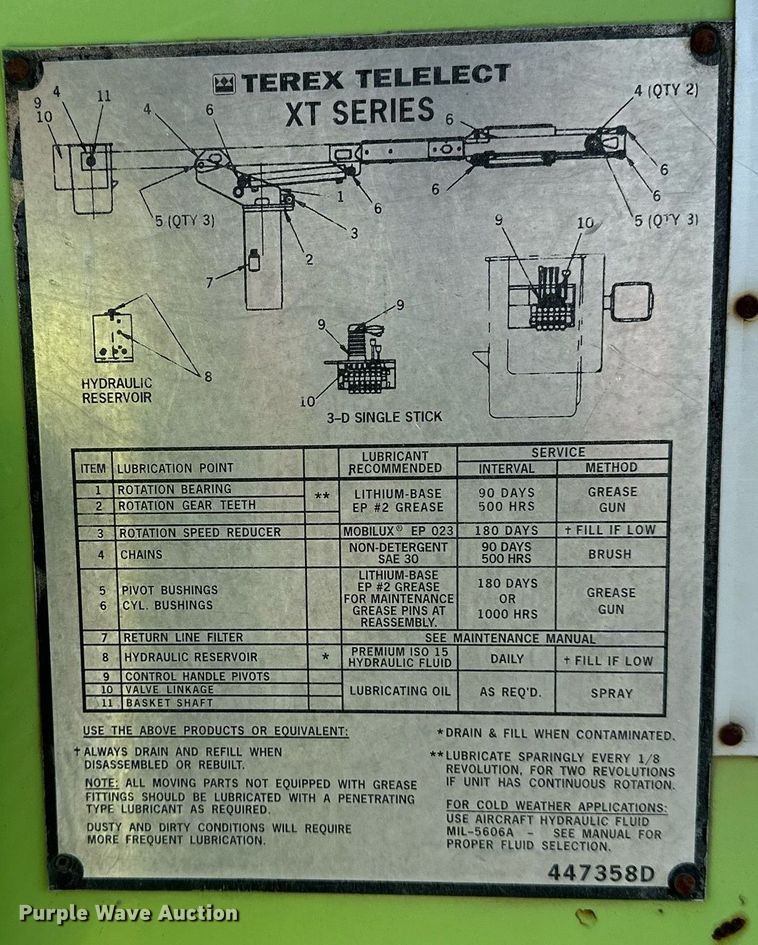 TEREX TELELECT
XT SERIES
9
10
4
11
4
6
6
4 (QTY 2)
6
6
6
5 (QTY 3)
1
3
2
6
6
5 (QTY 3)
7
9
10
8
HYDRAULIC
RESERVOIR
9
9
10
3-D SINGLE STICK
ITEM LUBRICATION POINT LUBRICANT RECOMMENDED SERVICE
INTERVAL METHOD
1 ROTATION BEARING
2 ROTATION GEAR TEETH
** LITHIUM-BASE
EP #2 GREASE
90 DAYS
500 HRS
GREASE
GUN
3 ROTATION SPEED REDUCER MOBILUX® EP 023 180 DAYS † FILL IF LOW
4 CHAINS NON-DETERGENT
SAE 30
90 DAYS
500 HRS
BRUSH
5 PIVOT BUSHINGS
6 CYL. BUSHINGS
LITHIUM-BASE
EP #2 GREASE
FOR MAINTENANCE
GREASE PINS AT
REASSEMBLY.
180 DAYS
OR
1000 HRS
GREASE
GUN
7 RETURN LINE FILTER SEE MAINTENANCE MANUAL
8 HYDRAULIC RESERVOIR * PREMIUM ISO 15
HYDRAULIC FLUID
DAILY † FILL IF LOW
9 CONTROL HANDLE PIVOTS
10 VALVE LINKAGE
11 BASKET SHAFT
LUBRICATING OIL AS REQ'D. SPRAY
USE THE ABOVE PRODUCTS OR EQUIVALENT:
† ALWAYS DRAIN AND REFILL WHEN
DISASSEMBLED OR REBUILT.
NOTE: ALL MOVING PARTS NOT EQUIPPED WITH GREASE
FITTINGS SHOULD BE LUBRICATED WITH A PENETRATING
TYPE LUBRICANT AS REQUIRED.
DUSTY AND DIRTY CONDITIONS WILL REQUIRE
MORE FREQUENT LUBRICATION.
*DRAIN & FILL WHEN CONTAMINATED.
**LUBRICATE SPARINGLY EVERY 1/8
REVOLUTION, FOR TWO REVOLUTIONS
IF UNIT HAS CONTINUOUS ROTATION.
FOR COLD WEATHER APPLICATIONS:
USE AIRCRAFT HYDRAULIC FLUID
MIL-5606A - SEE MANUAL FOR
PROPER FLUID SELECTION.
447358D
Purple Wave Auction